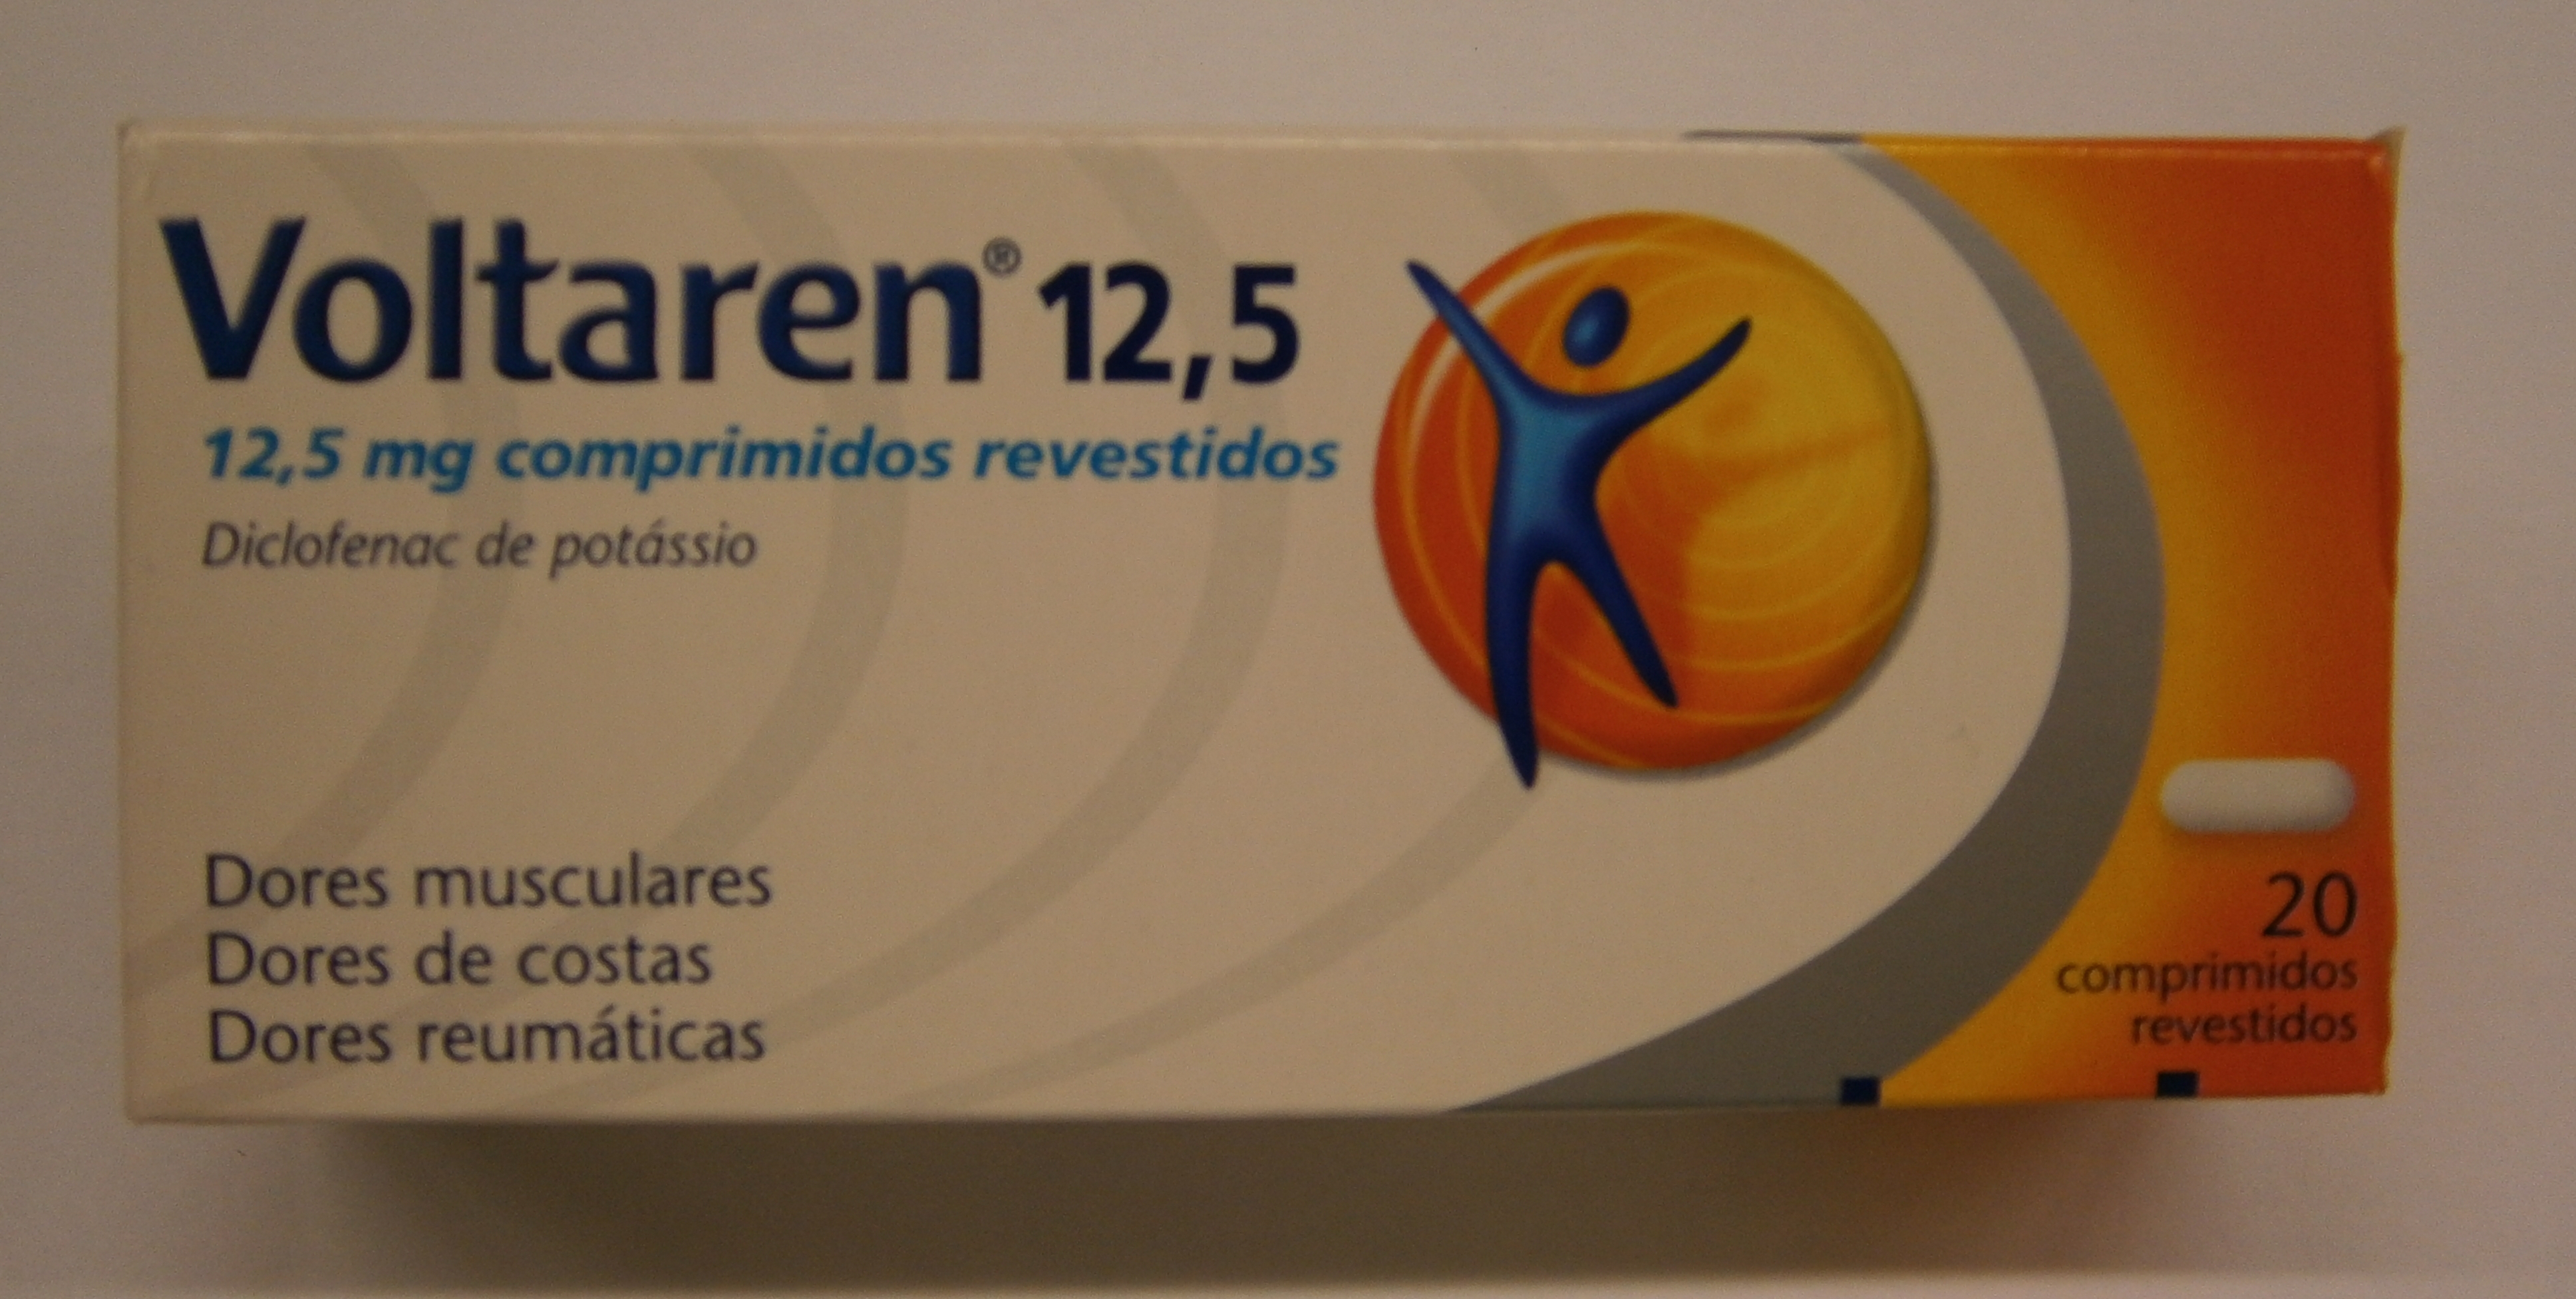 Voltaren® 12,5
12,5 mg comprimidos revestidos
Diclofenac de potássio
Dores musculares
Dores de costas
Dores reumáticas
20
comprimidos
revestidos